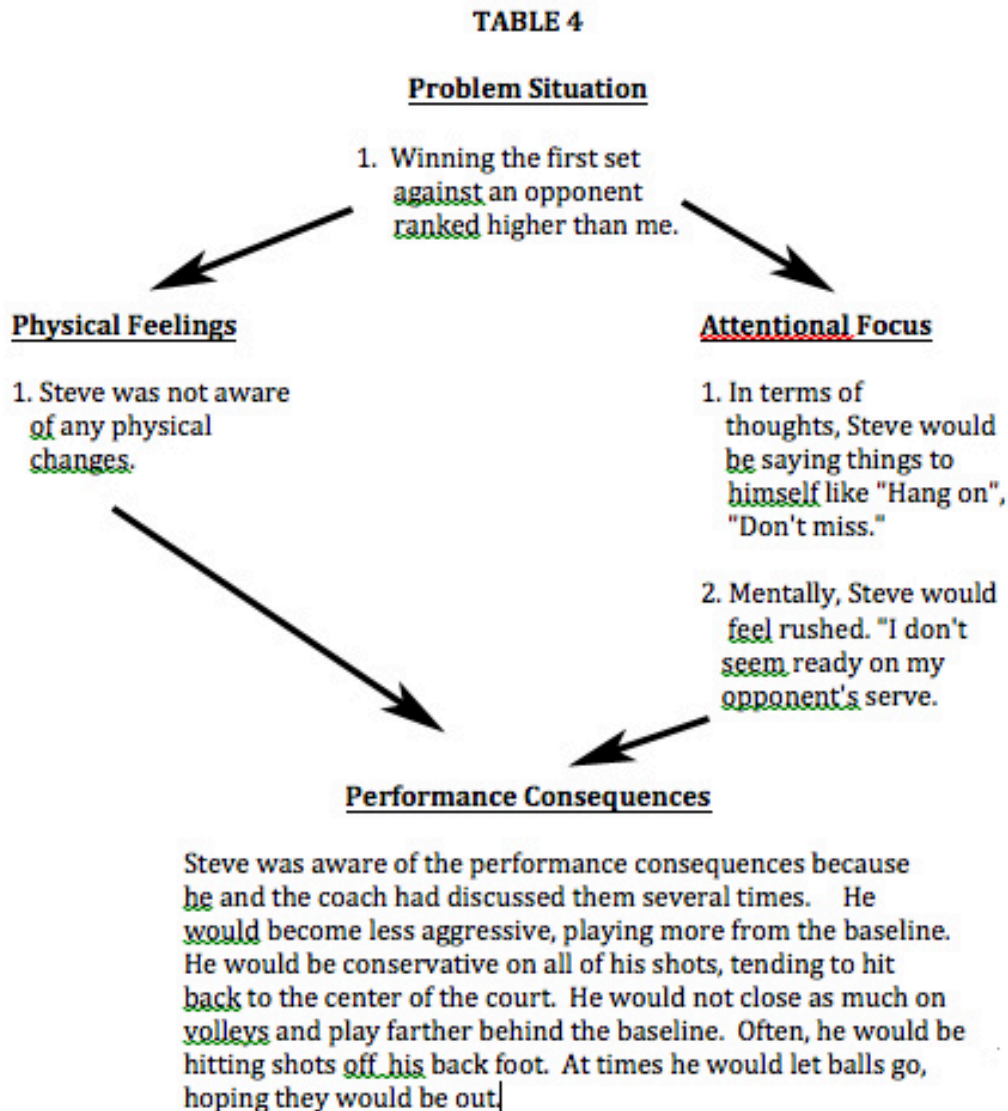 TABLE 4
Problem Situation
1. Winning the first set
against an opponent
ranked higher than me.
Physical Feelings
1. Steve was not aware
of any physical
changes.
Attentional Focus
1. In terms of
thoughts, Steve would
be saying things to
himself like "Hang on",
"Don't miss."
2. Mentally, Steve would
feel rushed. "I don't
seem ready on my
opponent's serve.
Performance Consequences
Steve was aware of the performance consequences because
he and the coach had discussed them several times. He
would become less aggressive, playing more from the baseline.
He would be conservative on all of his shots, tending to hit
back to the center of the court. He would not close as much on
volleys and play farther behind the baseline. Often, he would be
hitting shots off his back foot. At times he would let balls go,
hoping they would be out.